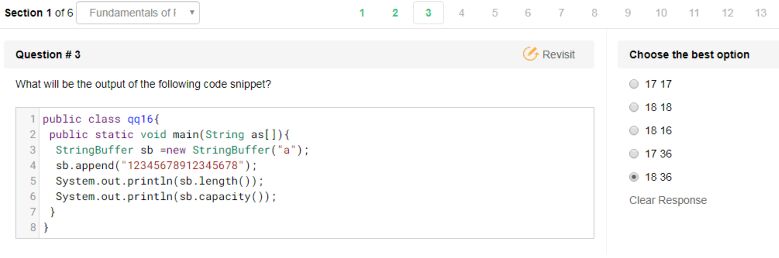 Section 1 of 6 Fundamentals of F 1 2 3 4 5 6 7 8 9 10 11 12 13
Question # 3 Revisit
What will be the output of the following code snippet?
1 public class qq16{
2 public static void main(String as[]){
3 StringBuffer sb =new StringBuffer("a");
4 sb.append("12345678912345678");
5 System.out.println(sb.length());
6 System.out.println(sb.capacity());
7 }
8 }
Choose the best option
17 17
18 18
18 16
17 36
18 36
Clear Response